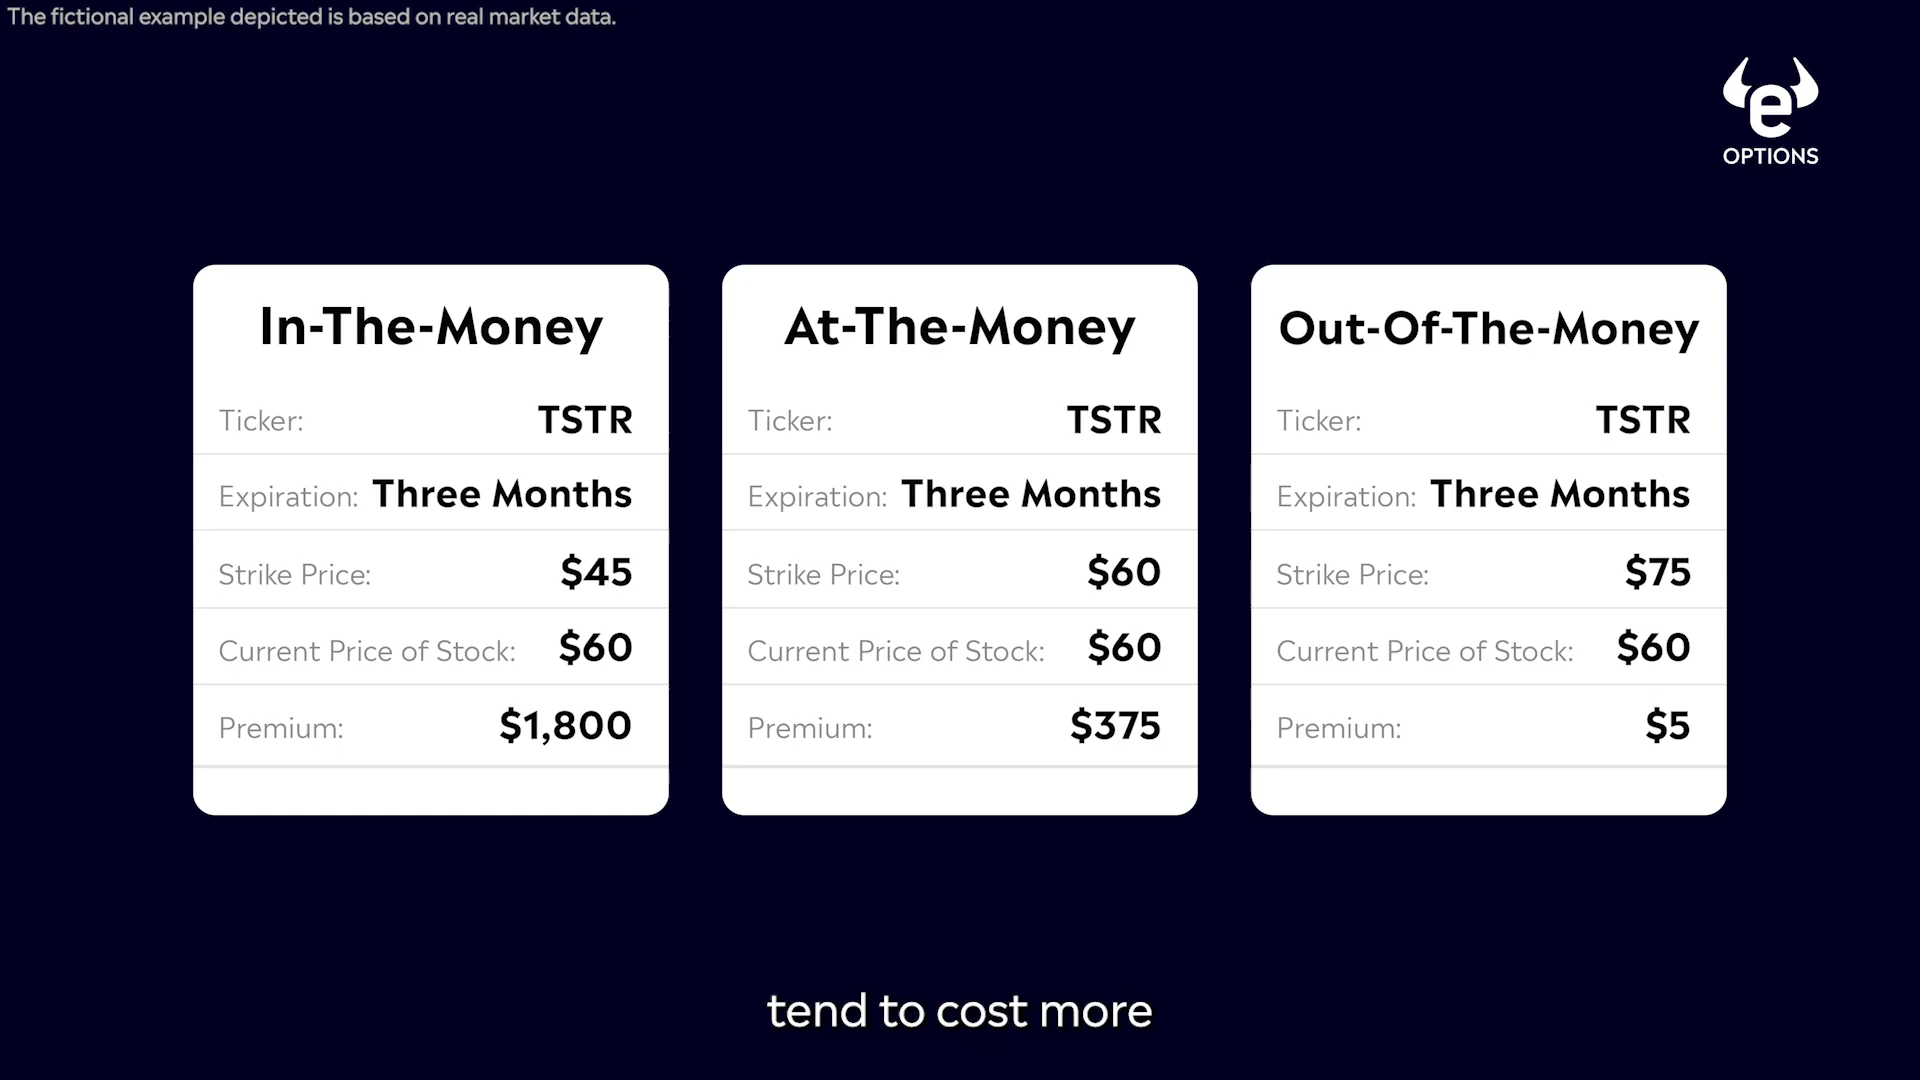 The fictional example depicted is based on real market data.
e
OPTIONS
In-The-Money
Ticker: TSTR
Expiration: Three Months
Strike Price: $45
Current Price of Stock: $60
Premium: $1,800
At-The-Money
Ticker: TSTR
Expiration: Three Months
Strike Price: $60
Current Price of Stock: $60
Premium: $375
Out-Of-The-Money
Ticker: TSTR
Expiration: Three Months
Strike Price: $75
Current Price of Stock: $60
Premium: $5
tend to cost more